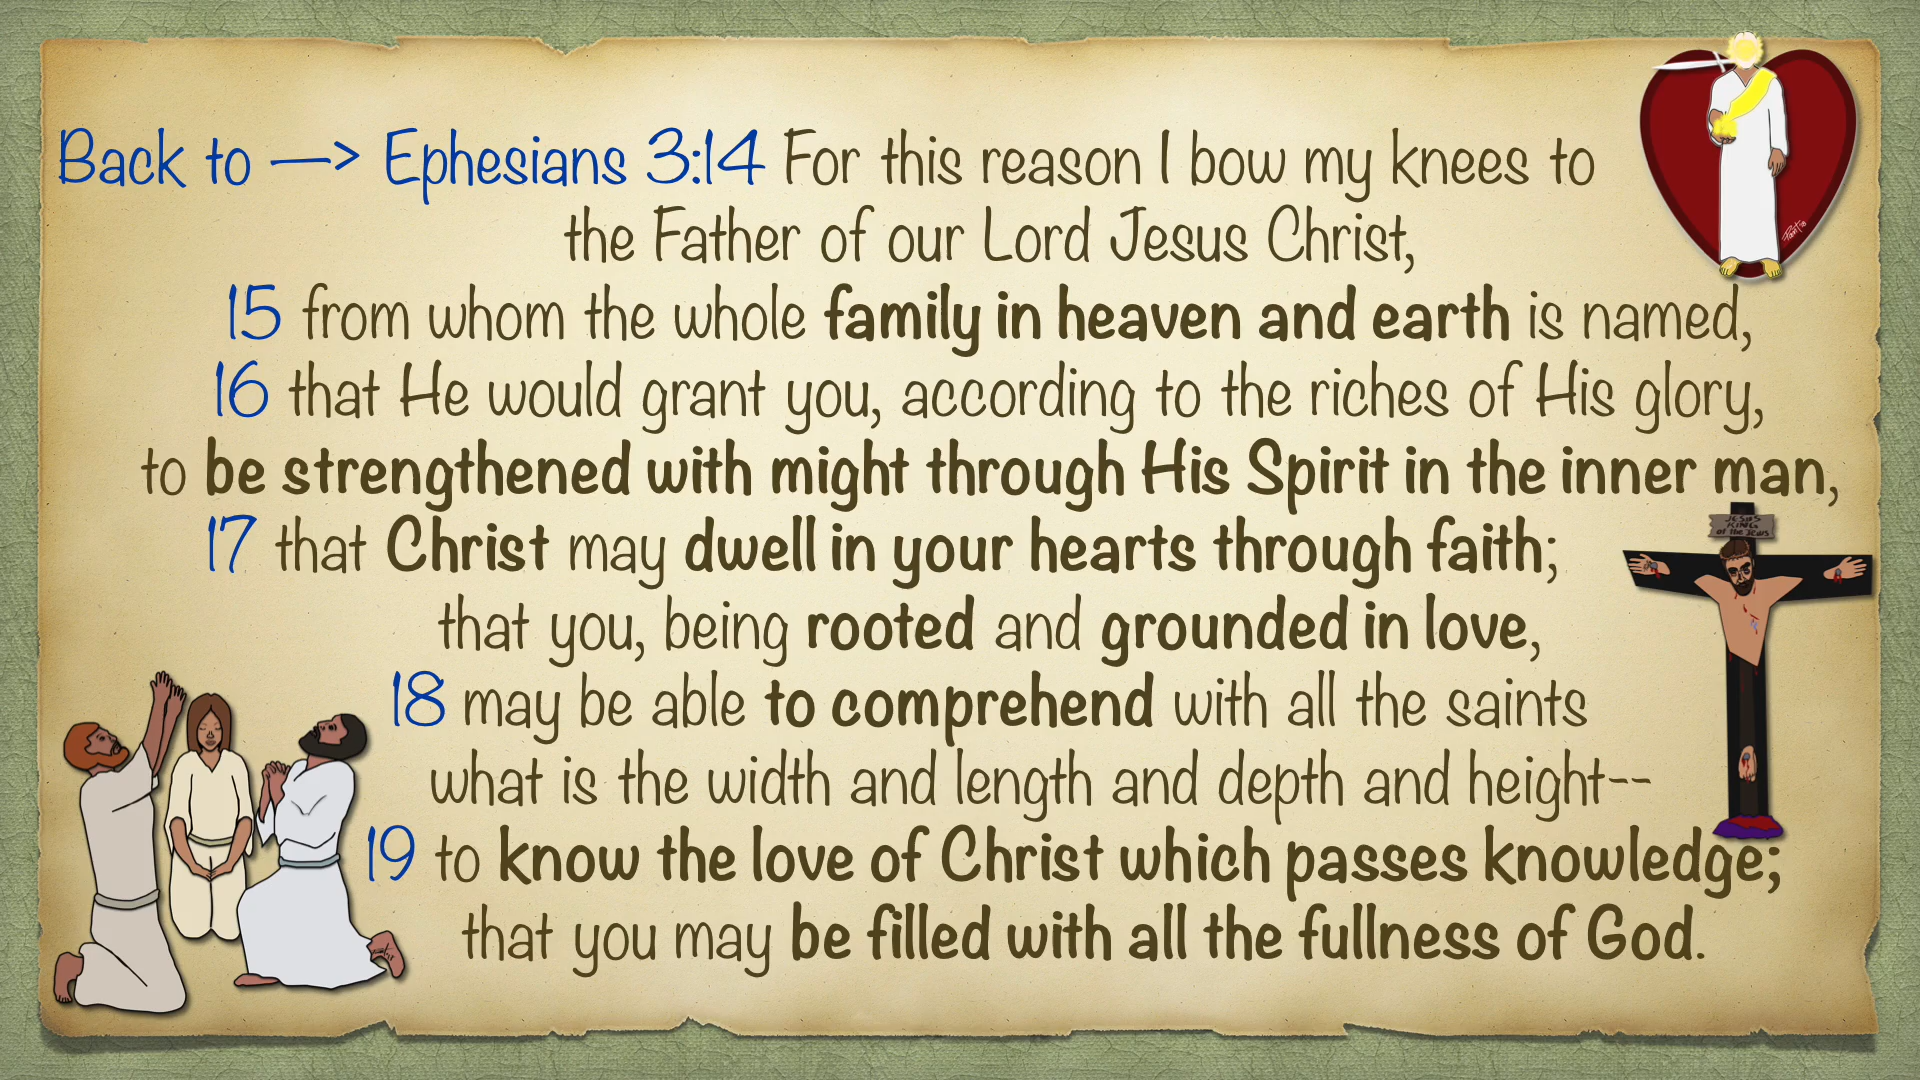 Back to —> Ephesians 3:14 For this reason I bow my knees to
the Father of our Lord Jesus Christ,
15 from whom the whole family in heaven and earth is named,
16 that He would grant you, according to the riches of His glory,
to be strengthened with might through His Spirit in the inner man,
17 that Christ may dwell in your hearts through faith;
that you, being rooted and grounded in love,
18 may be able to comprehend with all the saints
what is the width and length and depth and height--
19 to know the love of Christ which passes knowledge;
that you may be filled with all the fullness of God.
JESUS
KING
of the Jews